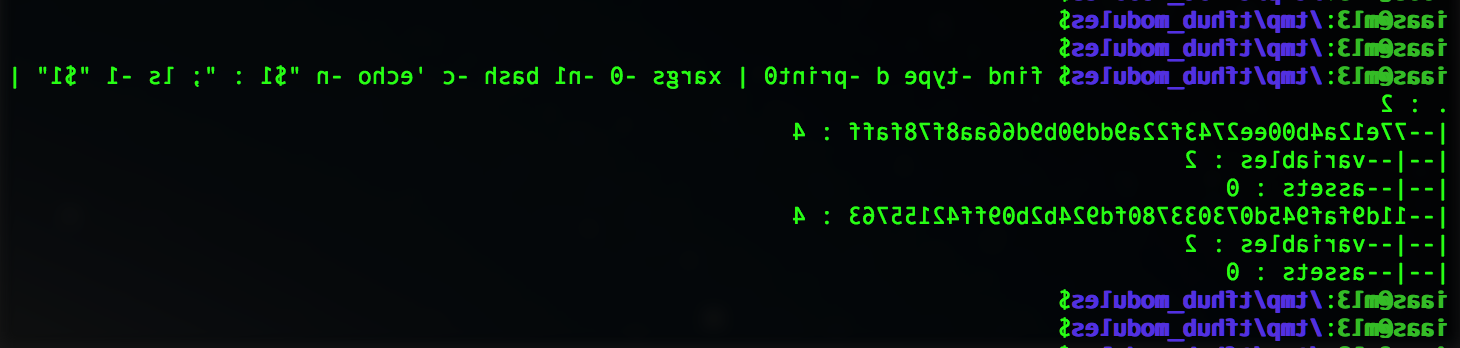 iaas@ml3:/tmp/tfhub_modules$
iaas@ml3:/tmp/tfhub_modules$
iaas@ml3:/tmp/tfhub_modules$ find -type d -print0 | xargs -0 -n1 bash -c 'echo -n "$1 : "; ls -1 "$1" |
. : 2
|--77e12a4b00ee2743f22a9dd90b9d66aa8f78faff : 4
|--|--variables : 2
|--|--assets : 0
|--11d9faf945d073033780fd924b2b09ff42155763 : 4
|--|--variables : 2
|--|--assets : 0
iaas@ml3:/tmp/tfhub_modules$
iaas@ml3:/tmp/tfhub_modules$